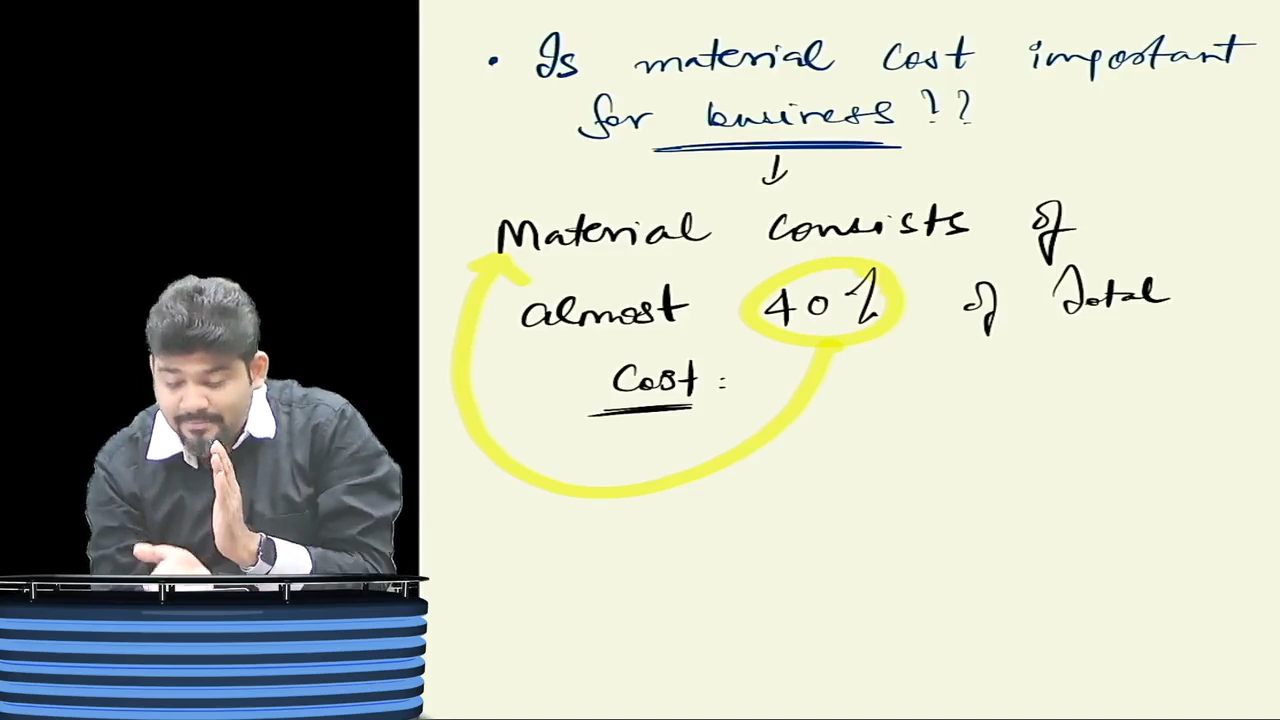 • Is material cost important
for business ??
↓
Material consists of
almost 40% of Total
Cost :